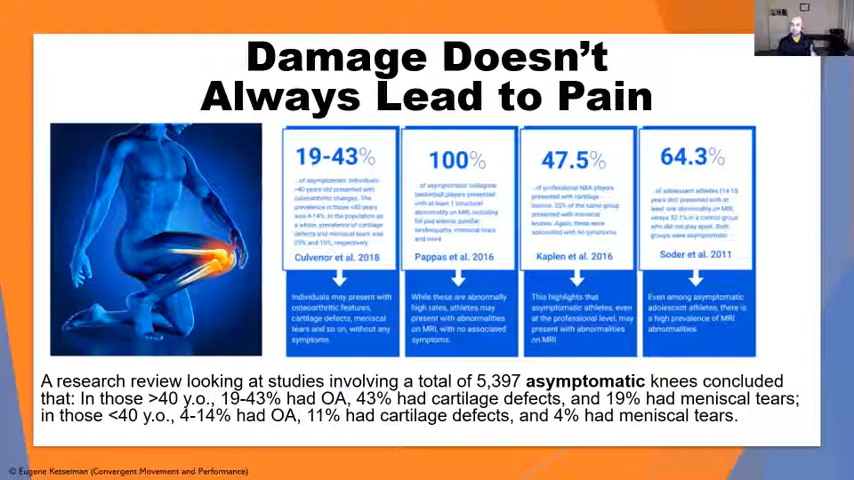 Damage Doesn't
Always Lead to Pain
19-43%
...of asymptomatic individuals
>40 years old presented with
osteoarthritic changes. The
prevalence in those <40 years
was 4-14%. In the population as
a whole, prevalence of cartilage
defects and meniscal tear was
and 16%, respectively.
Culvenor et al. 2018
Individuals may present with
osteoarthritic features,
cartilage defects, meniscal
tears and so on, without any
symptoms.
100%
...of asymptomatic collegiate
basketball players presented
with at least 1 structural
abnormality on MRI, including
fat pad edema, patellar
tendinopathy, meniscal tears
and more
Pappas et al. 2016
While these are abnormally
high rates, athletes may
present with abnormalities
on MRI, with no associated
symptoms.
47.5%
...of professional NBA players
presented with cartilage
lesions. 20% of the same group
presented with meniscal
lesions. Again, these were
associated with no symptoms.
Kaplen et al. 2016
This highlights that
asymptomatic athletes, even
at the professional level, may
present with abnormalities
on MRI
64.3%
...of adolescent athletes (14-15
years old) presented with at
least one abnormality on MRI,
versus 32.1% in a control group
who did not play sport. Both
groups were asymptomatic.
Soder et al. 2011
Even among asymptomatic
adolescent athletes, there is
a high prevalence of MRI
abnormalities.
A research review looking at studies involving a total of 5,397 asymptomatic knees concluded
that: In those >40 y.o., 19-43% had OA, 43% had cartilage defects, and 19% had meniscal tears;
in those <40 y.o., 4-14% had OA, 11% had cartilage defects, and 4% had meniscal tears.
© Eugene Ketselman (Convergent Movement and Performance)